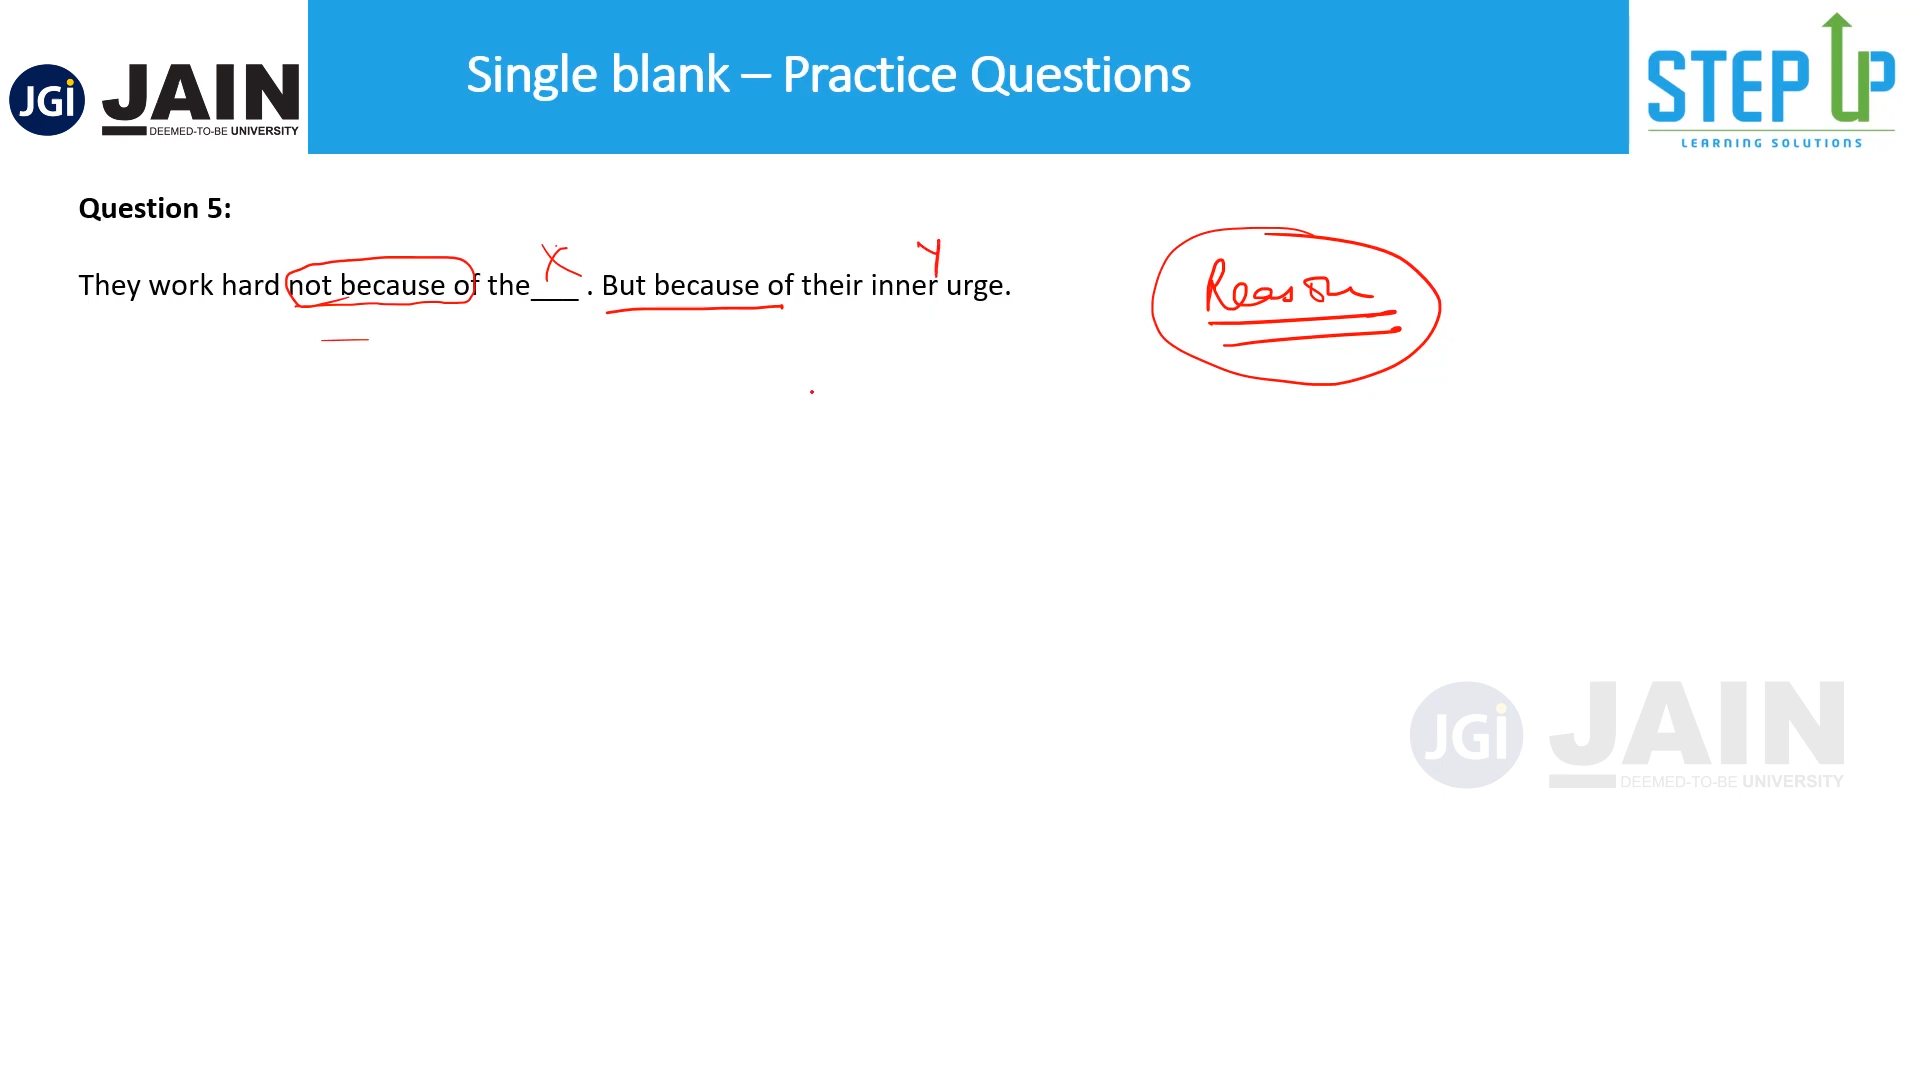 JGi JAIN
DEEMED-TO-BE UNIVERSITY
Single blank – Practice Questions
STEP UP
LEARNING SOLUTIONS
Question 5:
X
Y
They work hard not because of the___ . But because of their inner urge.
Reason
JGi JAIN
DEEMED-TO-BE UNIVERSITY